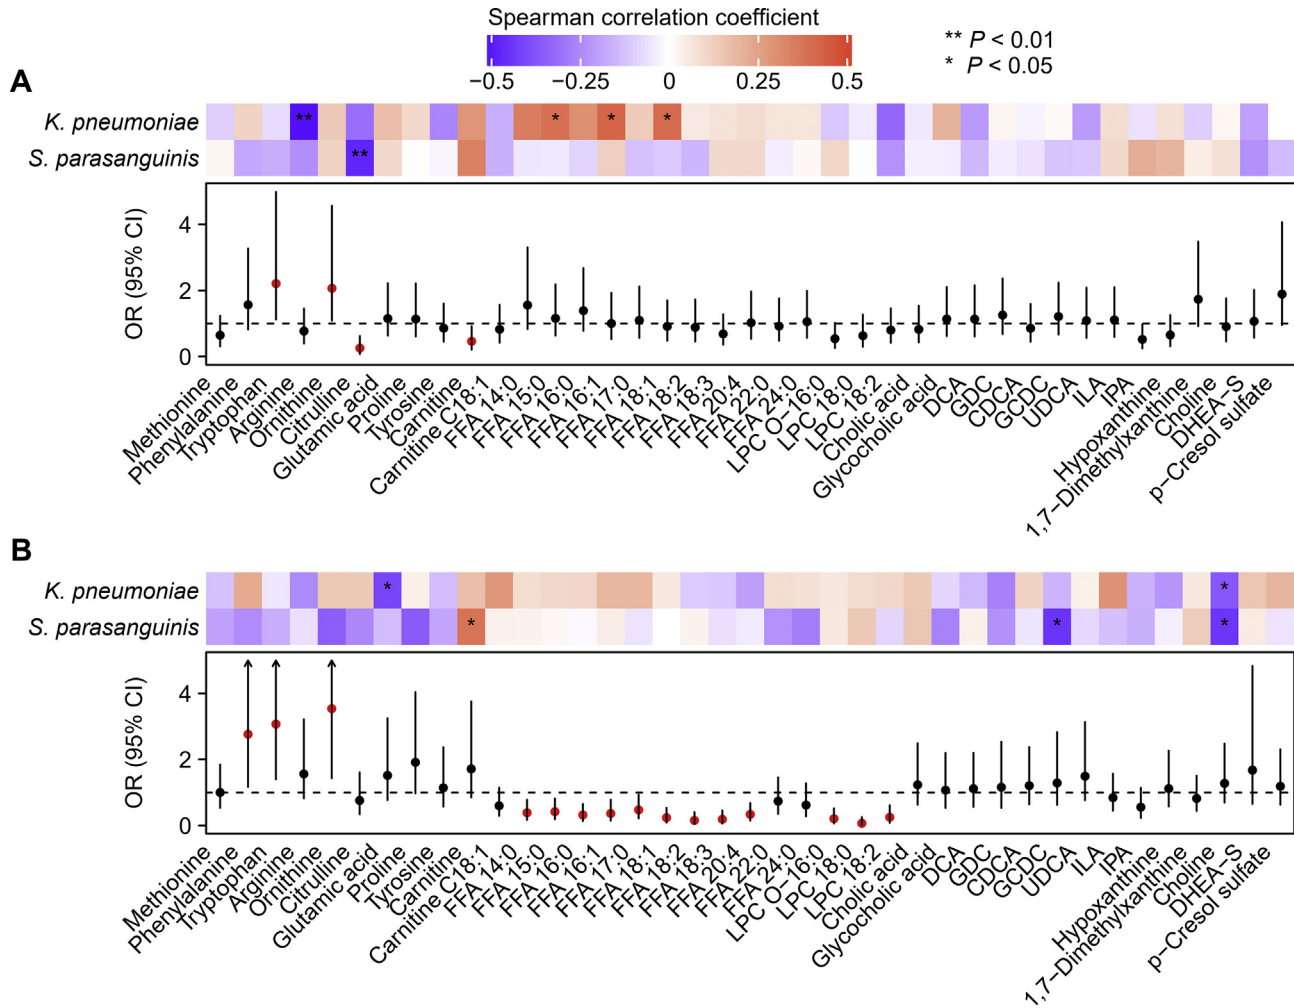 Spearman correlation coefficient
−0.5 −0.25 0 0.25 0.5
** P < 0.01
* P < 0.05
A
K. pneumoniae ** * * *
S. parasanguinis **
OR (95% CI)
4
2
0
Methionine
Phenylalanine
Tryptophan
Arginine
Ornithine
Citrulline
Glutamic acid
Proline
Tyrosine
Carnitine
Carnitine C18:1
FFA 14:0
FFA 15:0
FFA 16:0
FFA 16:1
FFA 17:0
FFA 18:1
FFA 18:2
FFA 18:3
FFA 20:4
FFA 22:0
FFA 24:0
LPC O−16:0
LPC 18:0
LPC 18:2
Cholic acid
Glycocholic acid
DCA
GDC
CDCA
GCDC
UDCA
ILA
IPA
Hypoxanthine
1,7−Dimethylxanthine
Choline
DHEA−S
p−Cresol sulfate
B
K. pneumoniae * *
S. parasanguinis * * *
OR (95% CI)
4
2
0
Methionine
Phenylalanine
Tryptophan
Arginine
Ornithine
Citrulline
Glutamic acid
Proline
Tyrosine
Carnitine
Carnitine C18:1
FFA 14:0
FFA 15:0
FFA 16:0
FFA 16:1
FFA 17:0
FFA 18:1
FFA 18:2
FFA 18:3
FFA 20:4
FFA 22:0
FFA 24:0
LPC O−16:0
LPC 18:0
LPC 18:2
Cholic acid
Glycocholic acid
DCA
GDC
CDCA
GCDC
UDCA
ILA
IPA
Hypoxanthine
1,7−Dimethylxanthine
Choline
DHEA−S
p−Cresol sulfate